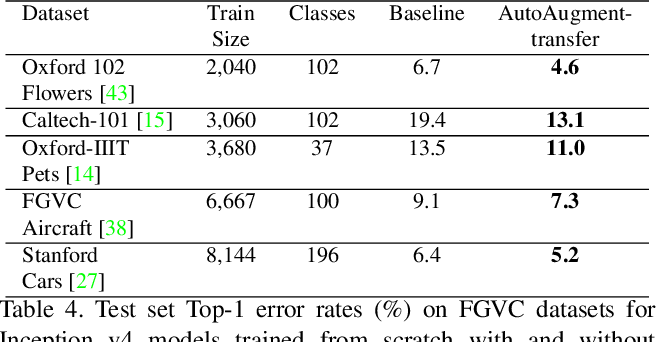 Dataset Train Classes Baseline AutoAugment-
Size transfer
Oxford 102 2,040 102 6.7 4.6
Flowers [43]
Caltech-101 [15] 3,060 102 19.4 13.1
Oxford-IIIT 3,680 37 13.5 11.0
Pets [14]
FGVC 6,667 100 9.1 7.3
Aircraft [38]
Stanford 8,144 196 6.4 5.2
Cars [27]
Table 4. Test set Top-1 error rates (%) on FGVC datasets for
Inception v4 models trained from scratch with and without